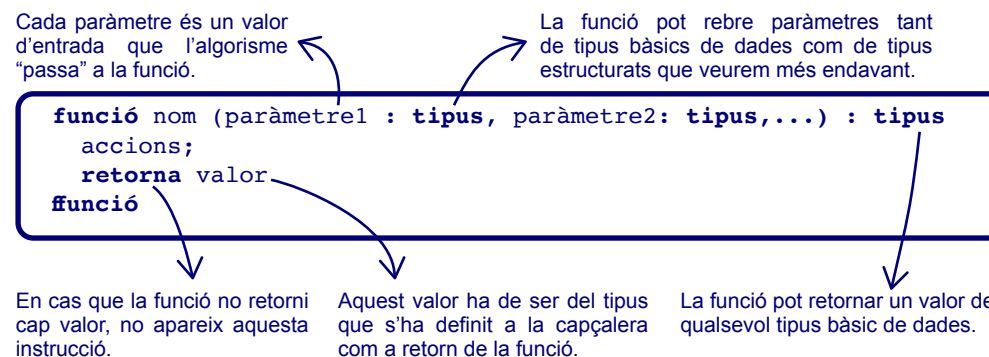 Cada paràmetre és un valor
d'entrada que l'algorisme
“passa” a la funció.
La funció pot rebre paràmetres tant
de tipus bàsics de dades com de tipus
estructurats que veurem més endavant.
funció nom (paràmetre1 : tipus, paràmetre2: tipus,...) : tipus
accions;
retorna valor
ffunció
En cas que la funció no retorni
cap valor, no apareix aquesta
instrucció.
Aquest valor ha de ser del tipus
que s'ha definit a la capçalera
com a retorn de la funció.
La funció pot retornar un valor de
qualsevol tipus bàsic de dades.